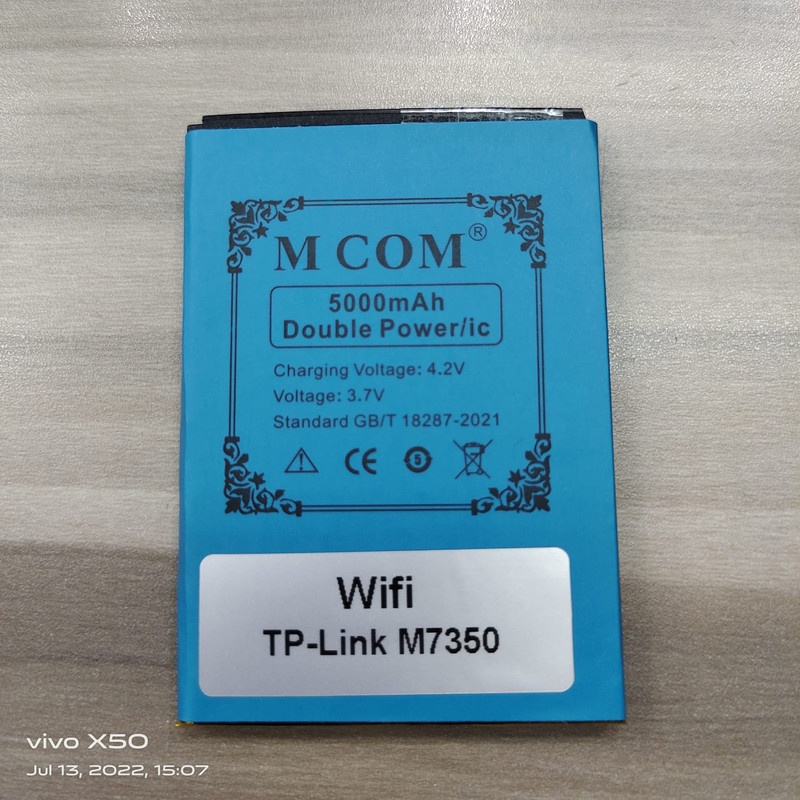 M COM®
5000mAh
Double Power/ic
Charging Voltage: 4.2V
Voltage: 3.7V
Standard GB/T 18287-2021
CE
5
Wifi
TP-Link M7350
vivo X50
Jul 13, 2022, 15:07